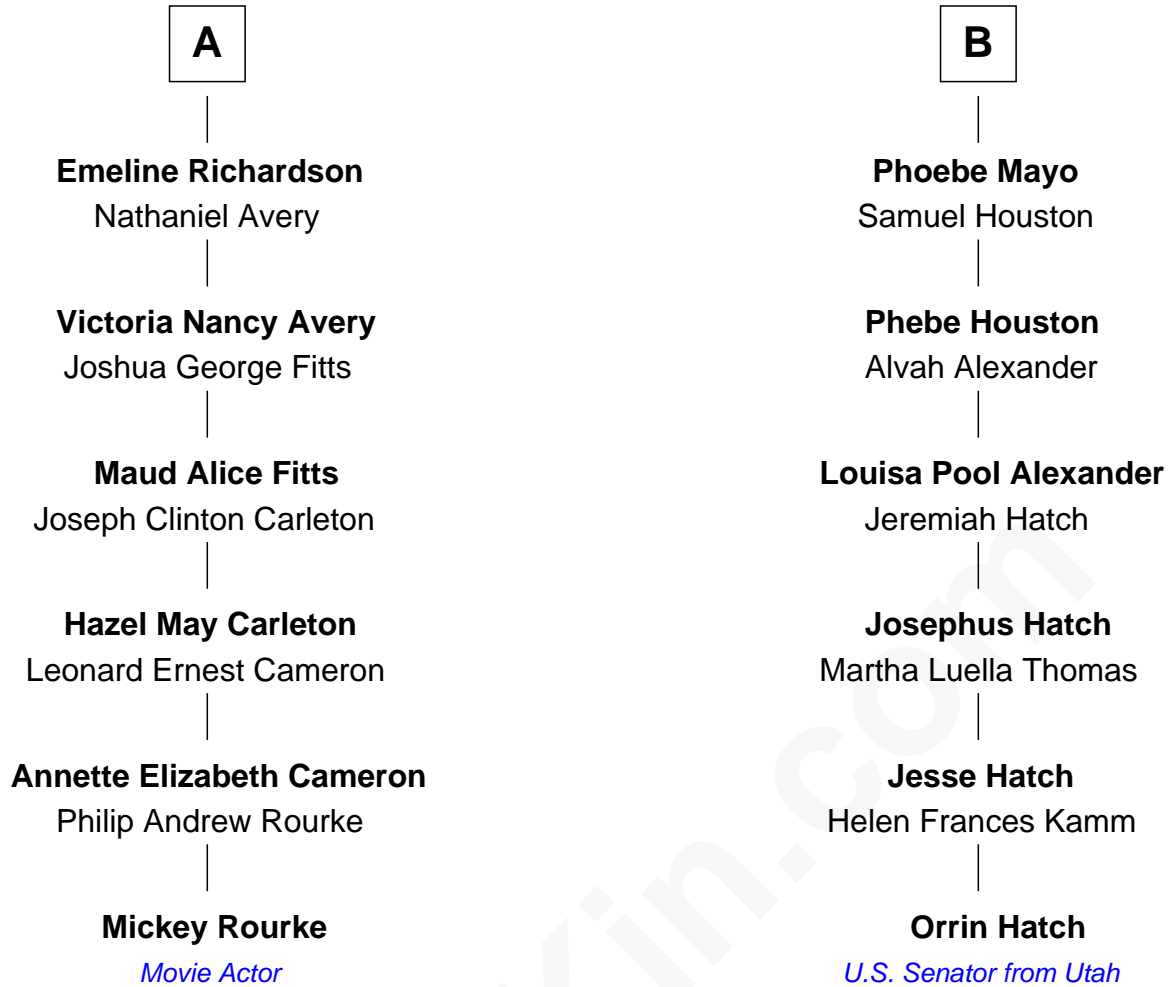 A
Emeline Richardson
Nathaniel Avery
Victoria Nancy Avery
Joshua George Fitts
Maud Alice Fitts
Joseph Clinton Carleton
Hazel May Carleton
Leonard Ernest Cameron
Annette Elizabeth Cameron
Philip Andrew Rourke
Mickey Rourke
Movie Actor
B
Phoebe Mayo
Samuel Houston
Phebe Houston
Alvah Alexander
Louisa Pool Alexander
Jeremiah Hatch
Josephus Hatch
Martha Luella Thomas
Jesse Hatch
Helen Frances Kamm
Orrin Hatch
U.S. Senator from Utah
Kin.com